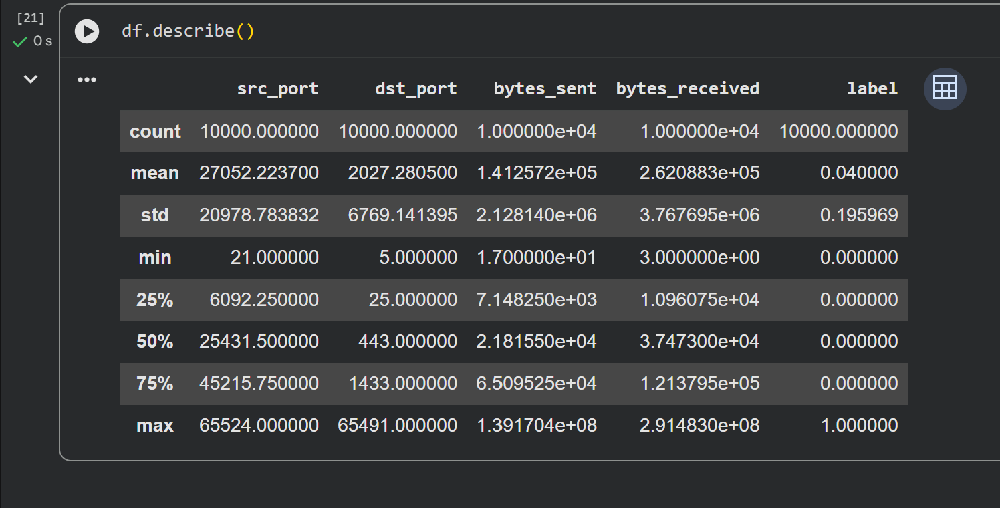 [21]
0 s
df.describe()
src_port dst_port bytes_sent bytes_received label
count 10000.000000 10000.000000 1.000000e+04 1.000000e+04 10000.000000
mean 27052.223700 2027.280500 1.412572e+05 2.620883e+05 0.040000
std 20978.783832 6769.141395 2.128140e+06 3.767695e+06 0.195969
min 21.000000 5.000000 1.700000e+01 3.000000e+00 0.000000
25% 6092.250000 25.000000 7.148250e+03 1.096075e+04 0.000000
50% 25431.500000 443.000000 2.181550e+04 3.747300e+04 0.000000
75% 45215.750000 1433.000000 6.509525e+04 1.213795e+05 0.000000
max 65524.000000 65491.000000 1.391704e+08 2.914830e+08 1.000000